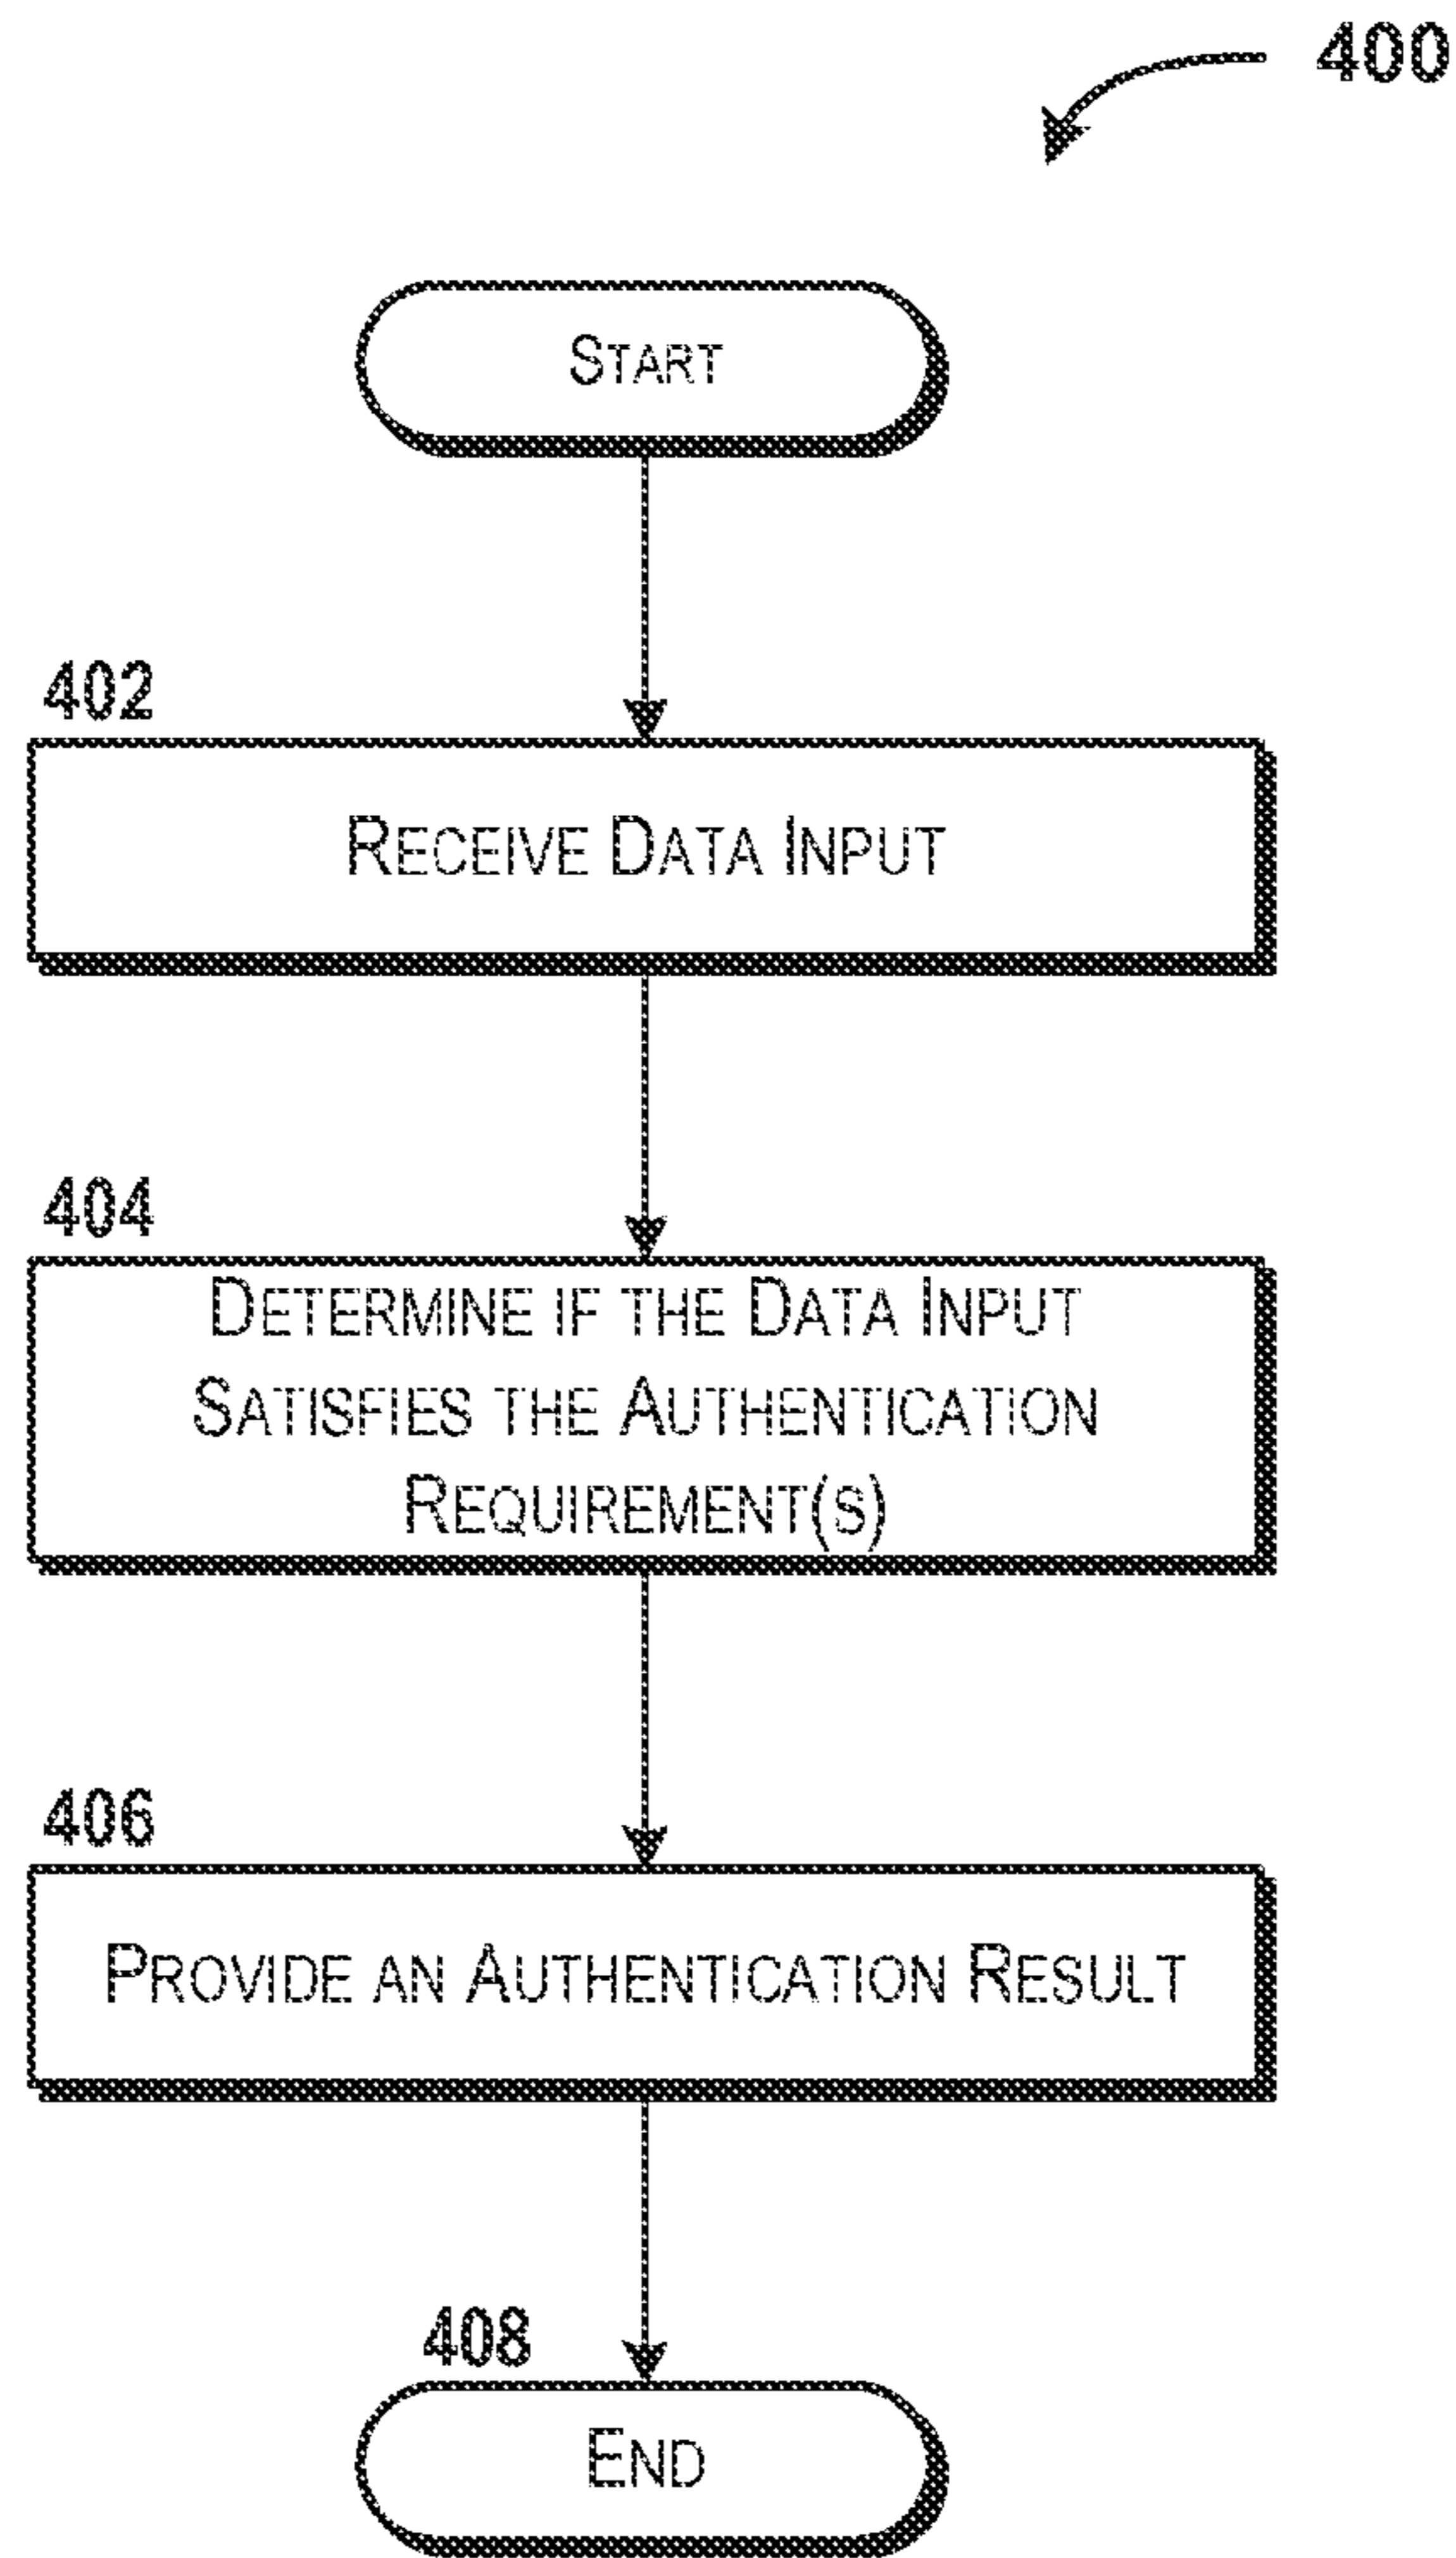 400
START
402
RECEIVE DATA INPUT
404
DETERMINE IF THE DATA INPUT
SATISFIES THE AUTHENTICATION
REQUIREMENT(S)
406
PROVIDE AN AUTHENTICATION RESULT
408
END